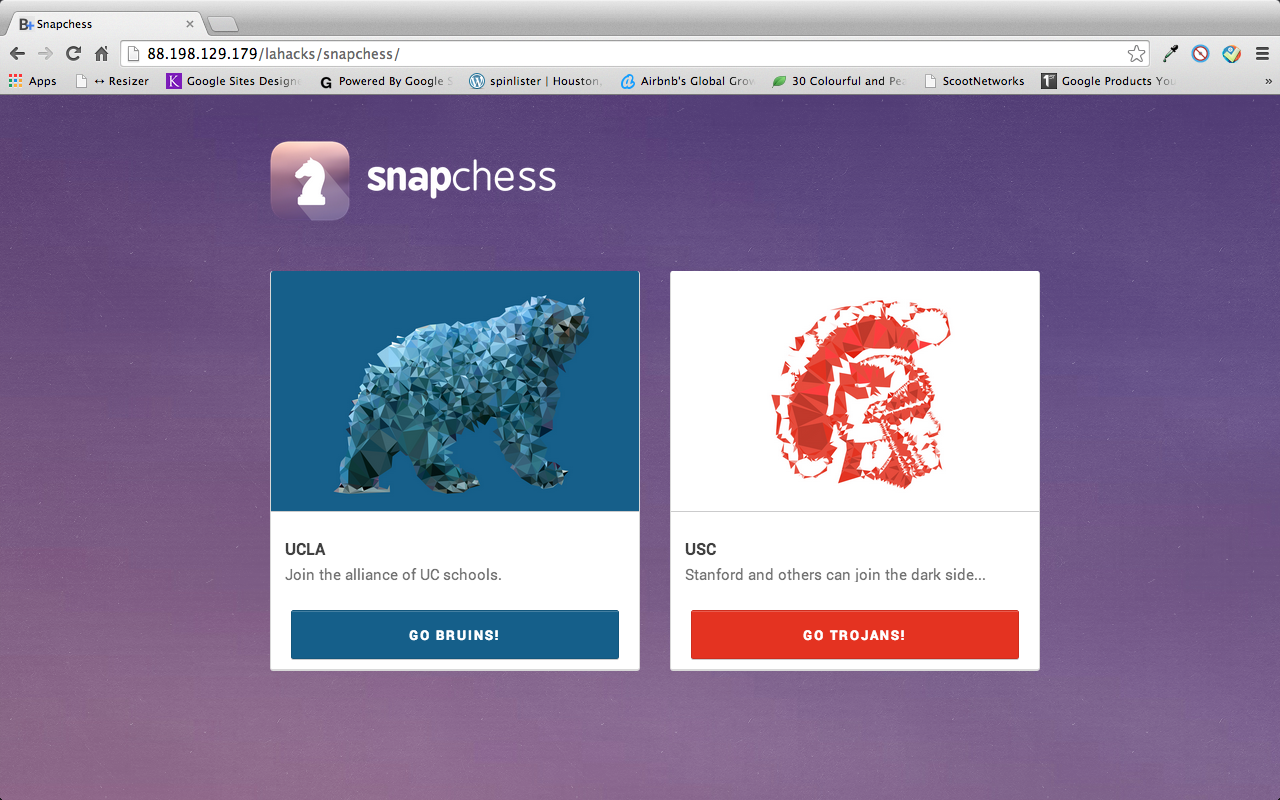 Snapchess
88.198.129.179/lahacks/snapchess/
Apps ↔ Resizer Google Sites Designe Powered By Google S spinlister | Houston, Airbnb's Global Grow 30 Colourful and Pea ScootNetworks Google Products You »
snapchess
UCLA
Join the alliance of UC schools.
GO BRUINS!
USC
Stanford and others can join the dark side...
GO TROJANS!